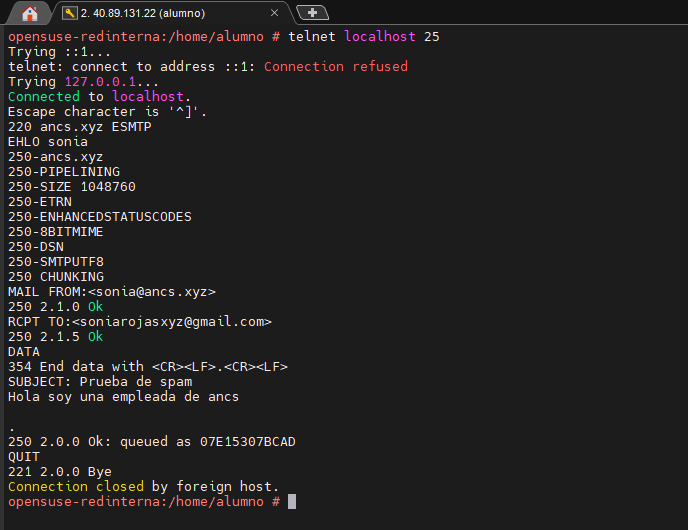 2. 40.89.131.22 (alumno)
opensuse-redinterna:/home/alumno # telnet localhost 25
Trying ::1...
telnet: connect to address ::1: Connection refused
Trying 127.0.0.1...
Connected to localhost.
Escape character is '^]'.
220 ancs.xyz ESMTP
EHLO sonia
250-ancs.xyz
250-PIPELINING
250-SIZE 1048760
250-ETRN
250-ENHANCEDSTATUSCODES
250-8BITMIME
250-DSN
250-SMTPUTF8
250 CHUNKING
MAIL FROM:<sonia@ancs.xyz>
250 2.1.0 Ok
RCPT TO:<soniarojasxyz@gmail.com>
250 2.1.5 Ok
DATA
354 End data with <CR><LF>.<CR><LF>
SUBJECT: Prueba de spam
Hola soy una empleada de ancs
.
250 2.0.0 Ok: queued as 07E15307BCAD
QUIT
221 2.0.0 Bye
Connection closed by foreign host.
opensuse-redinterna:/home/alumno #